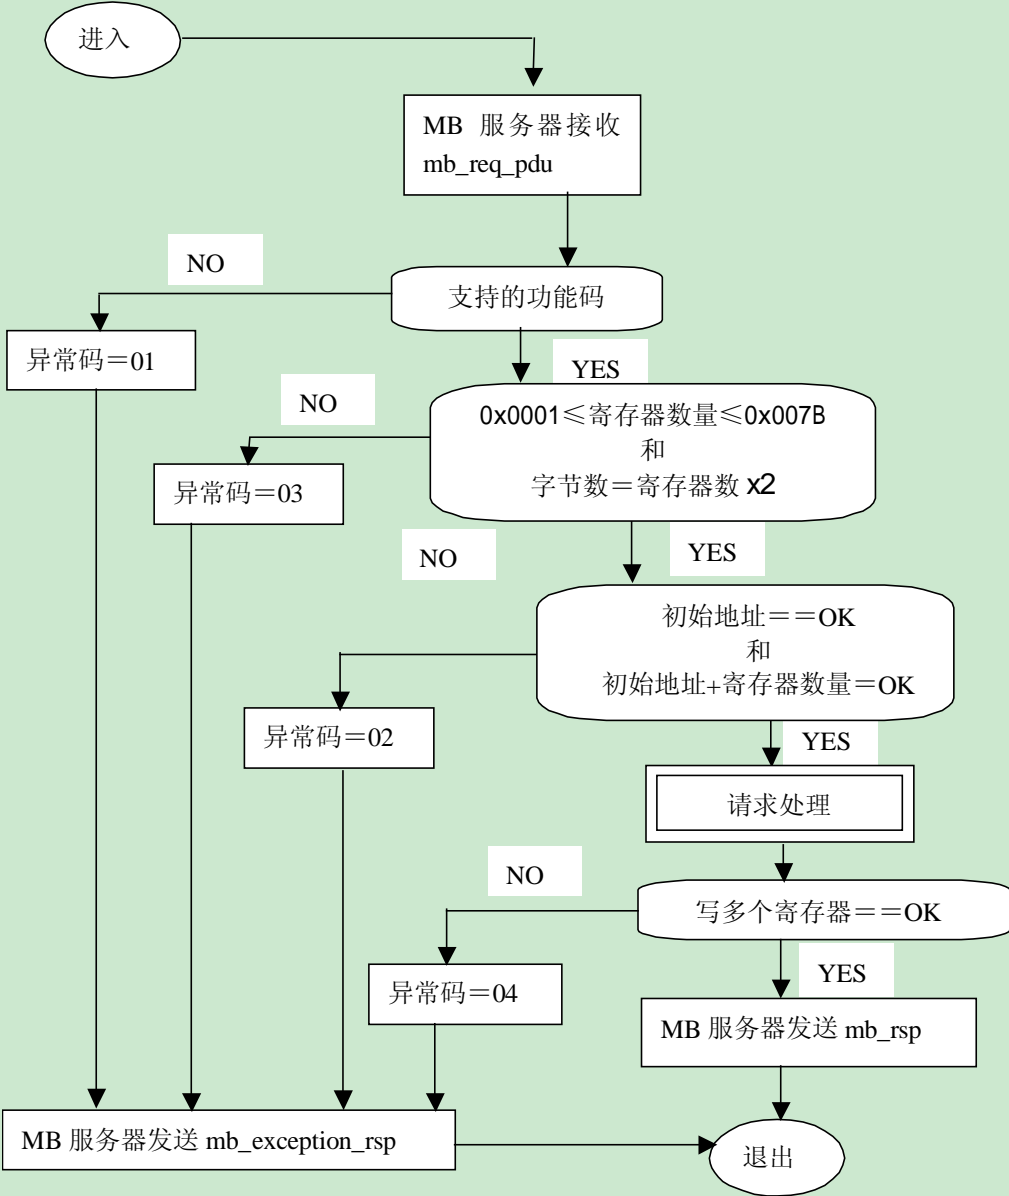 进入
MB 服务器接收
mb_req_pdu
NO
支持的功能码
异常码＝01
YES
NO
0x0001≤寄存器数量≤0x007B
和
字节数＝寄存器数 x2
异常码＝03
NO
YES
初始地址＝＝OK
和
初始地址+寄存器数量＝OK
异常码＝02
YES
请求处理
NO
写多个寄存器＝＝OK
YES
异常码＝04
MB 服务器发送 mb_rsp
MB 服务器发送 mb_exception_rsp
退出